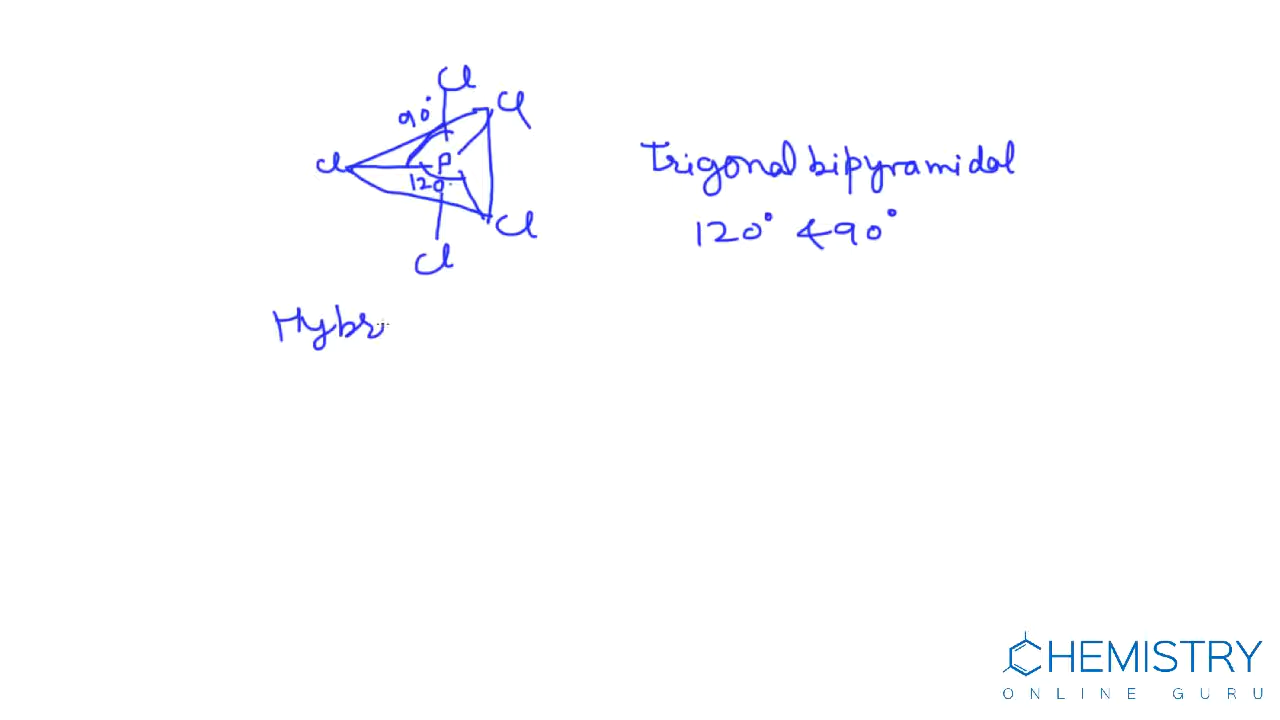 Cl
90° Cl
Cl P
120°
Cl
Cl
Trigonal bipyramidal
120° & 90°
Hybr
CHEMISTRY
ONLINE GURU